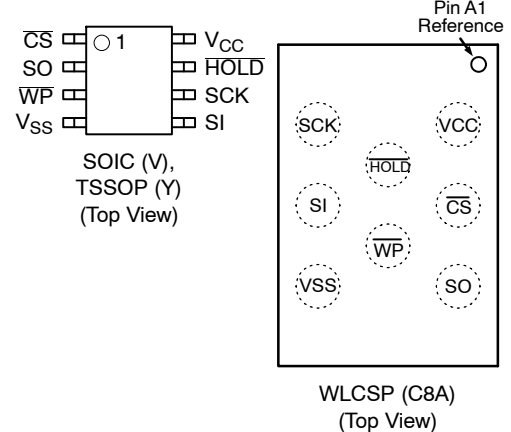 CS 1 VCC
SO HOLD
WP SCK
VSS SI
SOIC (V),
TSSOP (Y)
(Top View)
Pin A1
Reference
SCK VCC
HOLD
SI CS
WP
VSS SO
WLCSP (C8A)
(Top View)